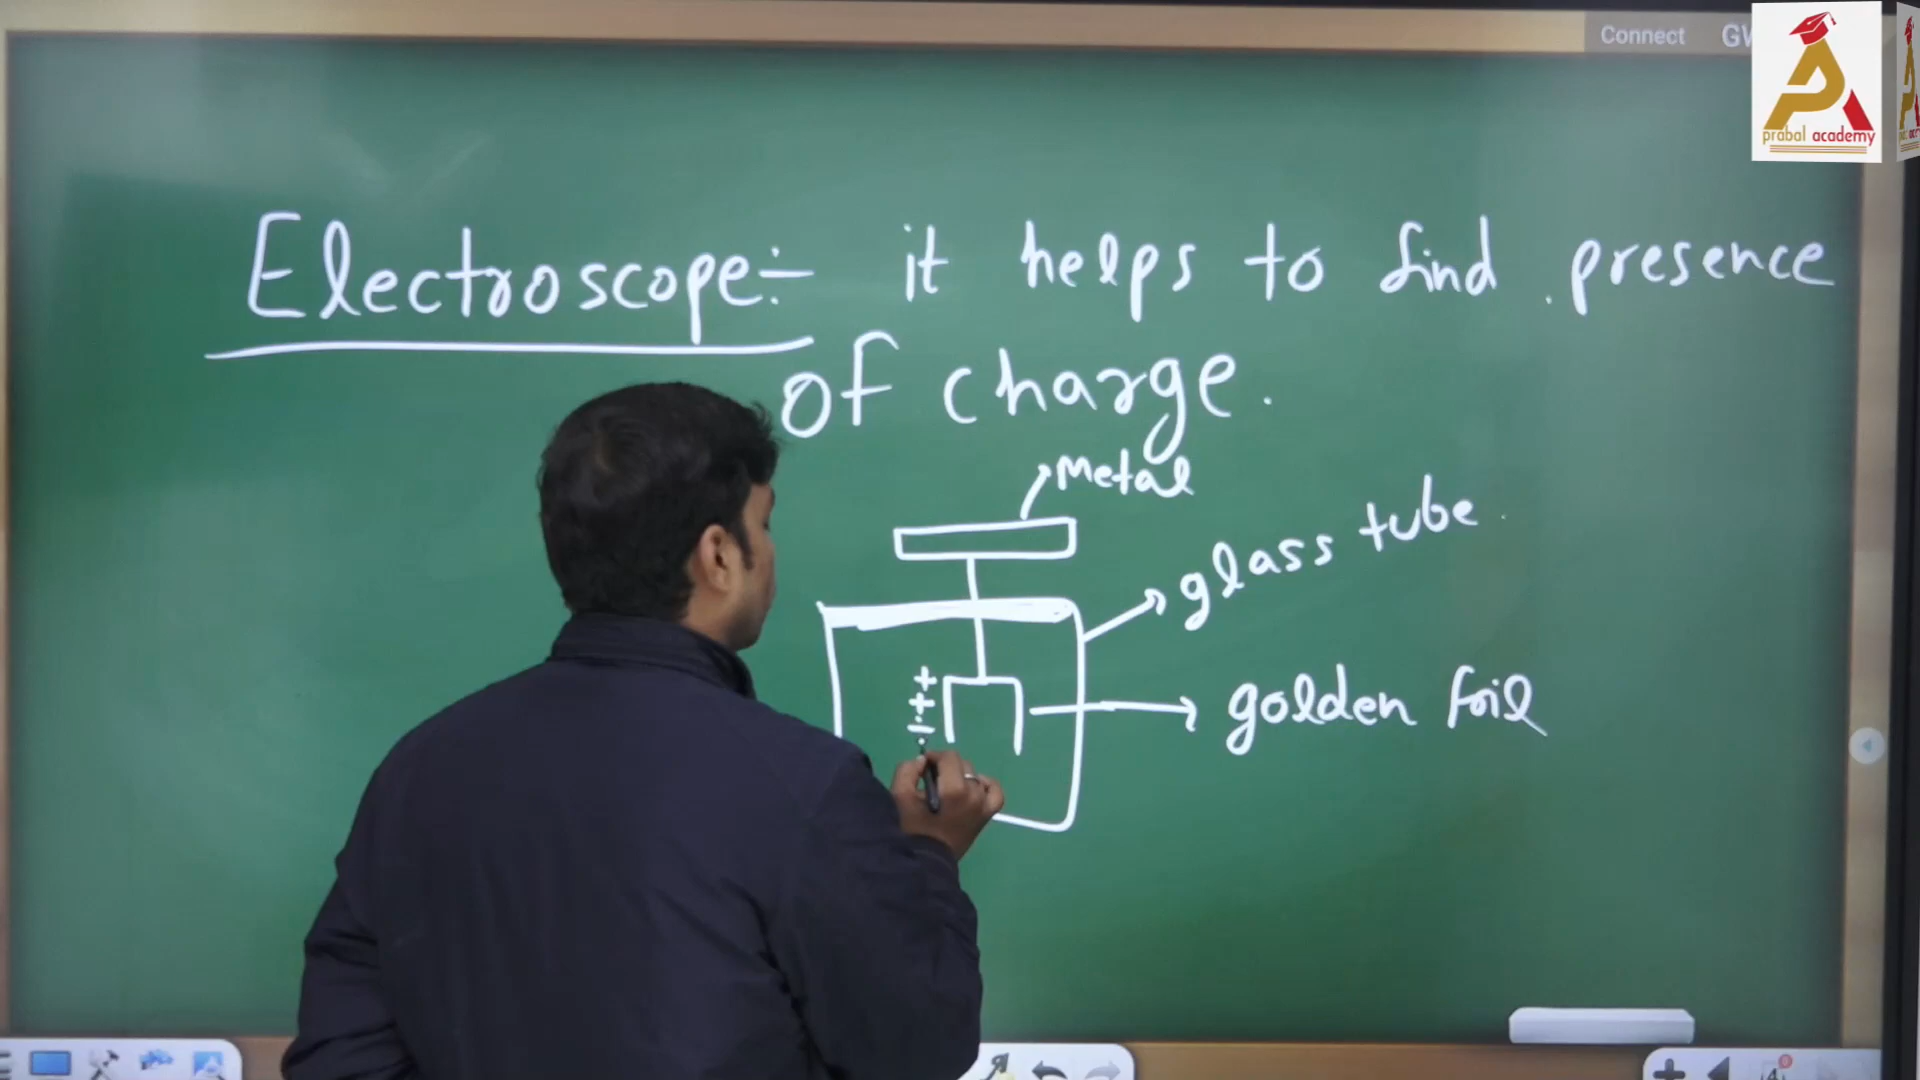 Connect
prabal academy
Electroscope:- it helps to find presence
of charge.
Metal
glass tube.
golden foil
+
+
+